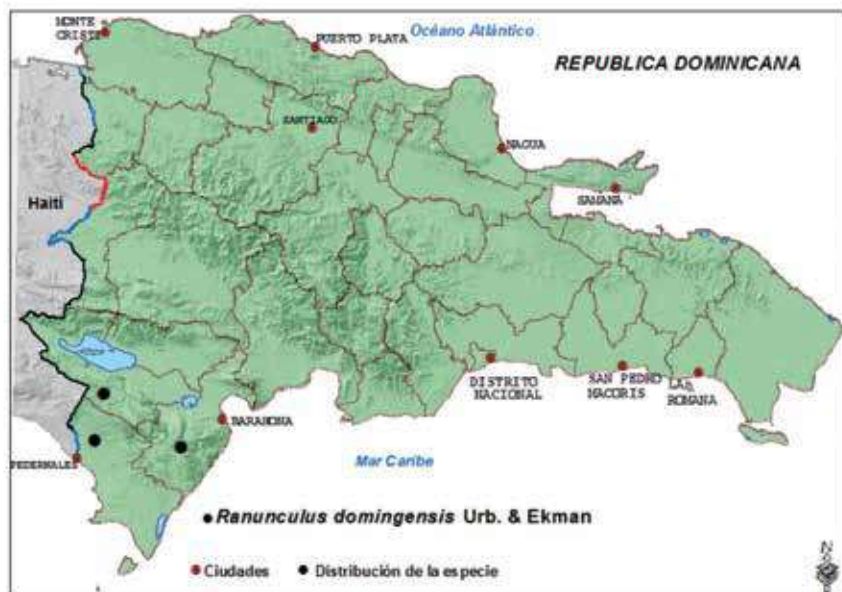 MONTE
CRISTI
Océano Atlántico
PUERTO PLATA
REPUBLICA DOMINICANA
SANTIAGO
NAGUA
SAMANA
Haití
DISTRITO
NACIONAL
SAN PEDRO
MACORIS
LA
ROMANA
BARAHONA
PEDERNALES
Mar Caribe
Ranunculus domingensis Urb. & Ekman
Ciudades
Distribución de la especie